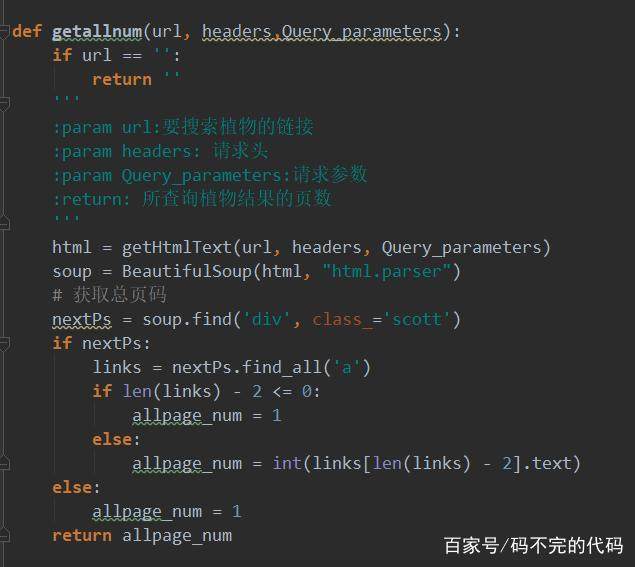 def getallnum(url, headers,Query_parameters):
    if url == '':
        return ''
    '''
    :param url:要搜索植物的链接
    :param headers: 请求头
    :param Query_parameters:请求参数
    :return: 所查询植物结果的页数
    '''
    html = getHtmlText(url, headers, Query_parameters)
    soup = BeautifulSoup(html, "html.parser")
    # 获取总页码
    nextPs = soup.find('div', class_='scott')
    if nextPs:
        links = nextPs.find_all('a')
        if len(links) - 2 <= 0:
            allpage_num = 1
        else:
            allpage_num = int(links[len(links) - 2].text)
    else:
        allpage_num = 1
    return allpage_num
百家号/码不完的代码